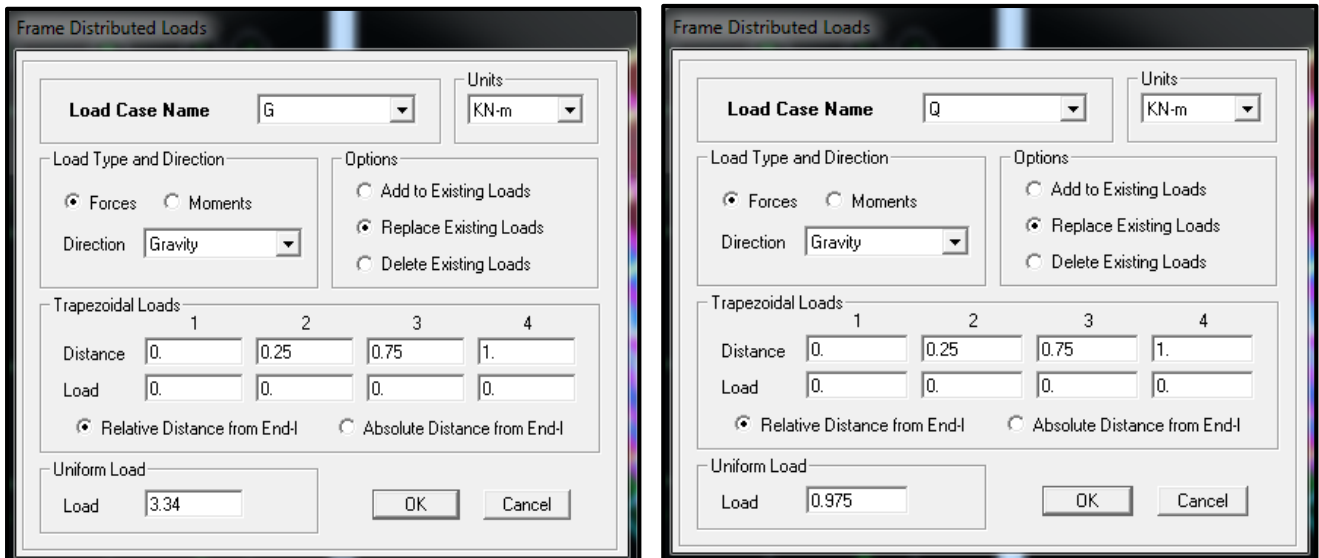 Frame Distributed Loads
Load Case Name G
Units
KN-m
Load Type and Direction
Forces Moments
Direction Gravity
Options
Add to Existing Loads
Replace Existing Loads
Delete Existing Loads
Trapezoidal Loads
1 2 3 4
Distance 0. 0.25 0.75 1.
Load 0. 0. 0. 0.
Relative Distance from End-I Absolute Distance from End-I
Uniform Load
Load 3.34
OK Cancel
Frame Distributed Loads
Load Case Name Q
Units
KN-m
Load Type and Direction
Forces Moments
Direction Gravity
Options
Add to Existing Loads
Replace Existing Loads
Delete Existing Loads
Trapezoidal Loads
1 2 3 4
Distance 0. 0.25 0.75 1.
Load 0. 0. 0. 0.
Relative Distance from End-I Absolute Distance from End-I
Uniform Load
Load 0.975
OK Cancel